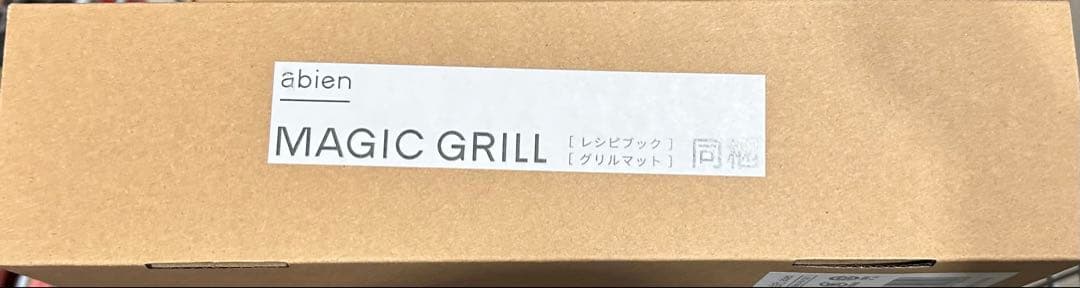 abien
MAGIC GRILL
[ レシピブック ]
[ グリルマット ]
同梱